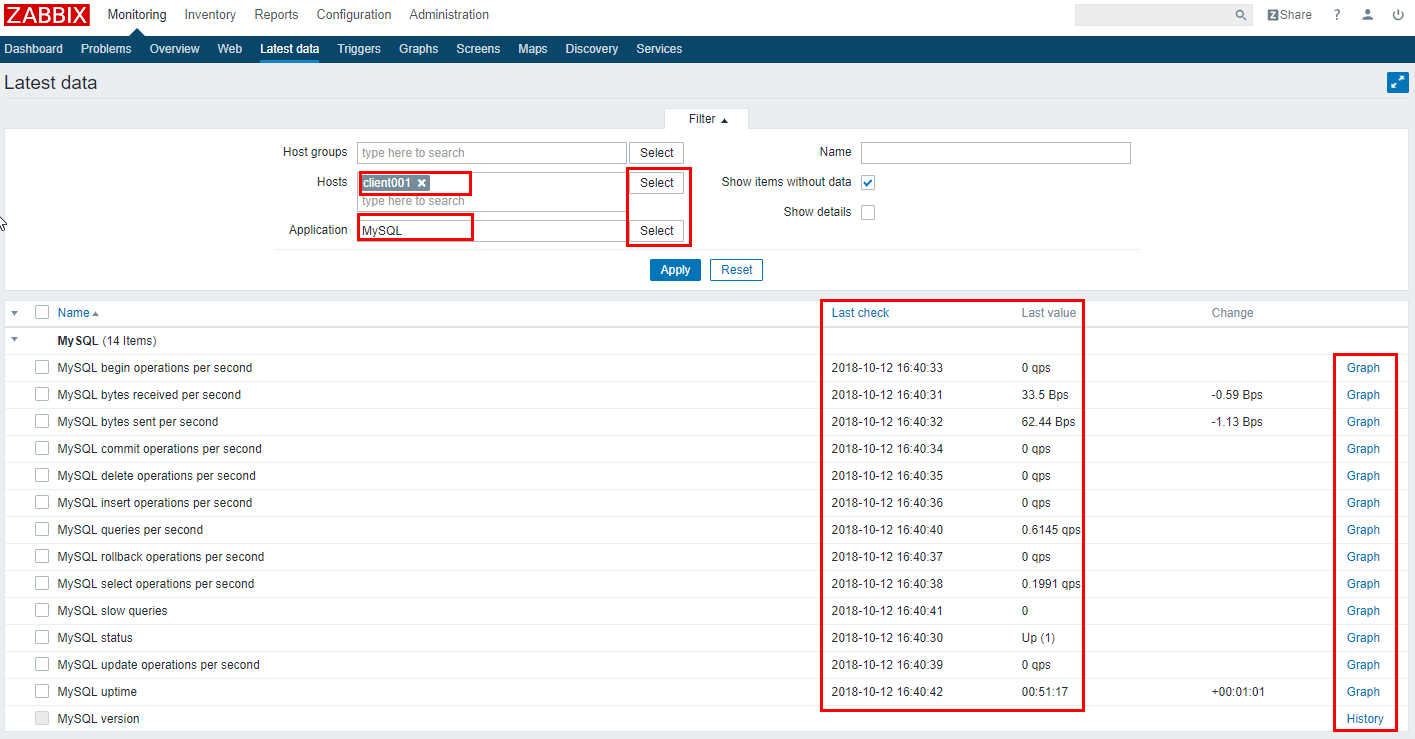 ZABBIX Monitoring Inventory Reports Configuration Administration Z Share ?
Dashboard Problems Overview Web Latest data Triggers Graphs Screens Maps Discovery Services
Latest data
Filter
Host groups type here to search Select Name
Hosts client001 Select Show items without data
type here to search
Show details
Application MySQL Select
Apply Reset
Name Last check Last value Change
MySQL (14 Items)
MySQL begin operations per second 2018-10-12 16:40:33 0 qps Graph
MySQL bytes received per second 2018-10-12 16:40:31 33.5 Bps -0.59 Bps Graph
MySQL bytes sent per second 2018-10-12 16:40:32 62.44 Bps -1.13 Bps Graph
MySQL commit operations per second 2018-10-12 16:40:34 0 qps Graph
MySQL delete operations per second 2018-10-12 16:40:35 0 qps Graph
MySQL insert operations per second 2018-10-12 16:40:36 0 qps Graph
MySQL queries per second 2018-10-12 16:40:40 0.6145 qps Graph
MySQL rollback operations per second 2018-10-12 16:40:37 0 qps Graph
MySQL select operations per second 2018-10-12 16:40:38 0.1991 qps Graph
MySQL slow queries 2018-10-12 16:40:41 0 Graph
MySQL status 2018-10-12 16:40:30 Up (1) Graph
MySQL update operations per second 2018-10-12 16:40:39 0 qps Graph
MySQL uptime 2018-10-12 16:40:42 00:51:17 +00:01:01 Graph
MySQL version History